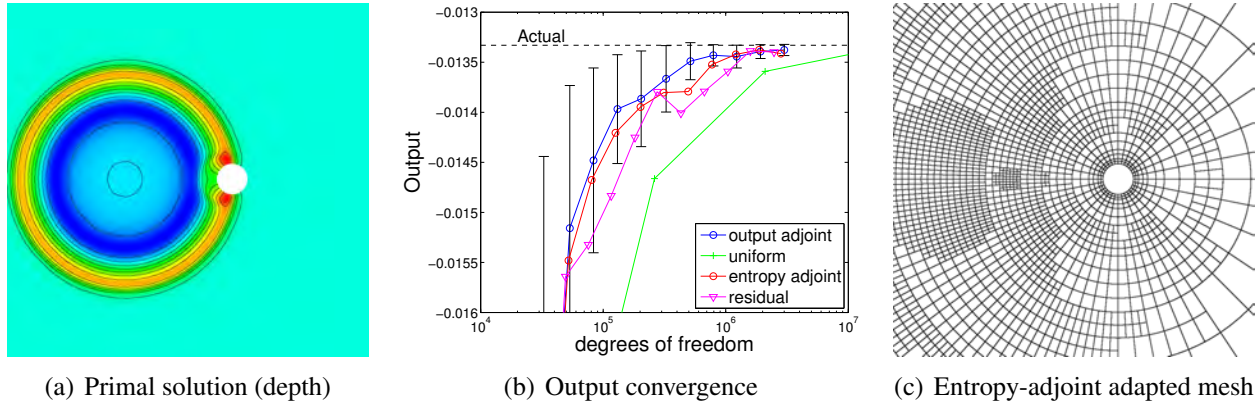 −0.013
Actual
−0.0135
−0.014
−0.0145
−0.015
−0.0155
−0.016
Output
output adjoint
uniform
entropy adjoint
residual
10^4
10^5
10^6
10^7
degrees of freedom
(a) Primal solution (depth)
(b) Output convergence
(c) Entropy-adjoint adapted mesh